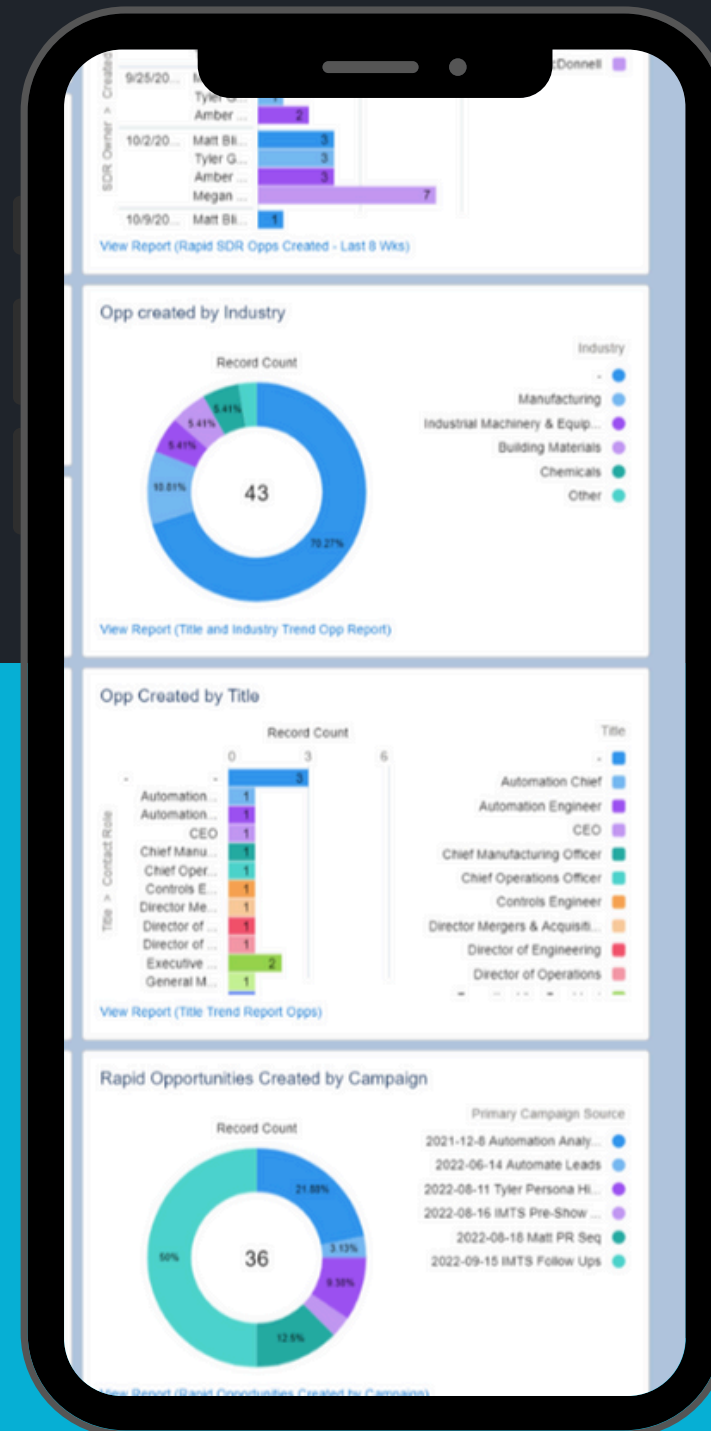 SDR Owner > Created
cDonnell
9/25/20...
Tyler G...
1
Amber ...
2
10/2/20...
Matt Bli...
3
Tyler G...
3
Amber ...
3
Megan ...
7
10/9/20...
Matt Bli...
1
View Report (Rapid SDR Opps Created - Last 8 Wks)
Opp created by Industry
Record Count
43
70.27%
10.81%
5.41%
5.41%
5.41%
Industry
-
Manufacturing
Industrial Machinery & Equip...
Building Materials
Chemicals
Other
View Report (Title and Industry Trend Opp Report)
Opp Created by Title
Record Count
0
3
6
Title > Contact Role
-
-
3
Automation...
1
Automation...
1
CEO
1
Chief Manu...
1
Chief Oper...
1
Controls E...
1
Director Me...
1
Director of ...
1
Director of ...
1
Executive ...
2
General M...
1
Title
-
Automation Chief
Automation Engineer
CEO
Chief Manufacturing Officer
Chief Operations Officer
Controls Engineer
Director Mergers & Acquisiti...
Director of Engineering
Director of Operations
View Report (Title Trend Report Opps)
Rapid Opportunities Created by Campaign
Record Count
36
21.88%
3.13%
9.38%
12.5%
50%
Primary Campaign Source
2021-12-8 Automation Analy...
2022-06-14 Automate Leads
2022-08-11 Tyler Persona Hi...
2022-08-16 IMTS Pre-Show ...
2022-08-18 Matt PR Seq
2022-09-15 IMTS Follow Ups
View Report (Rapid Opportunities Created by Campaign)